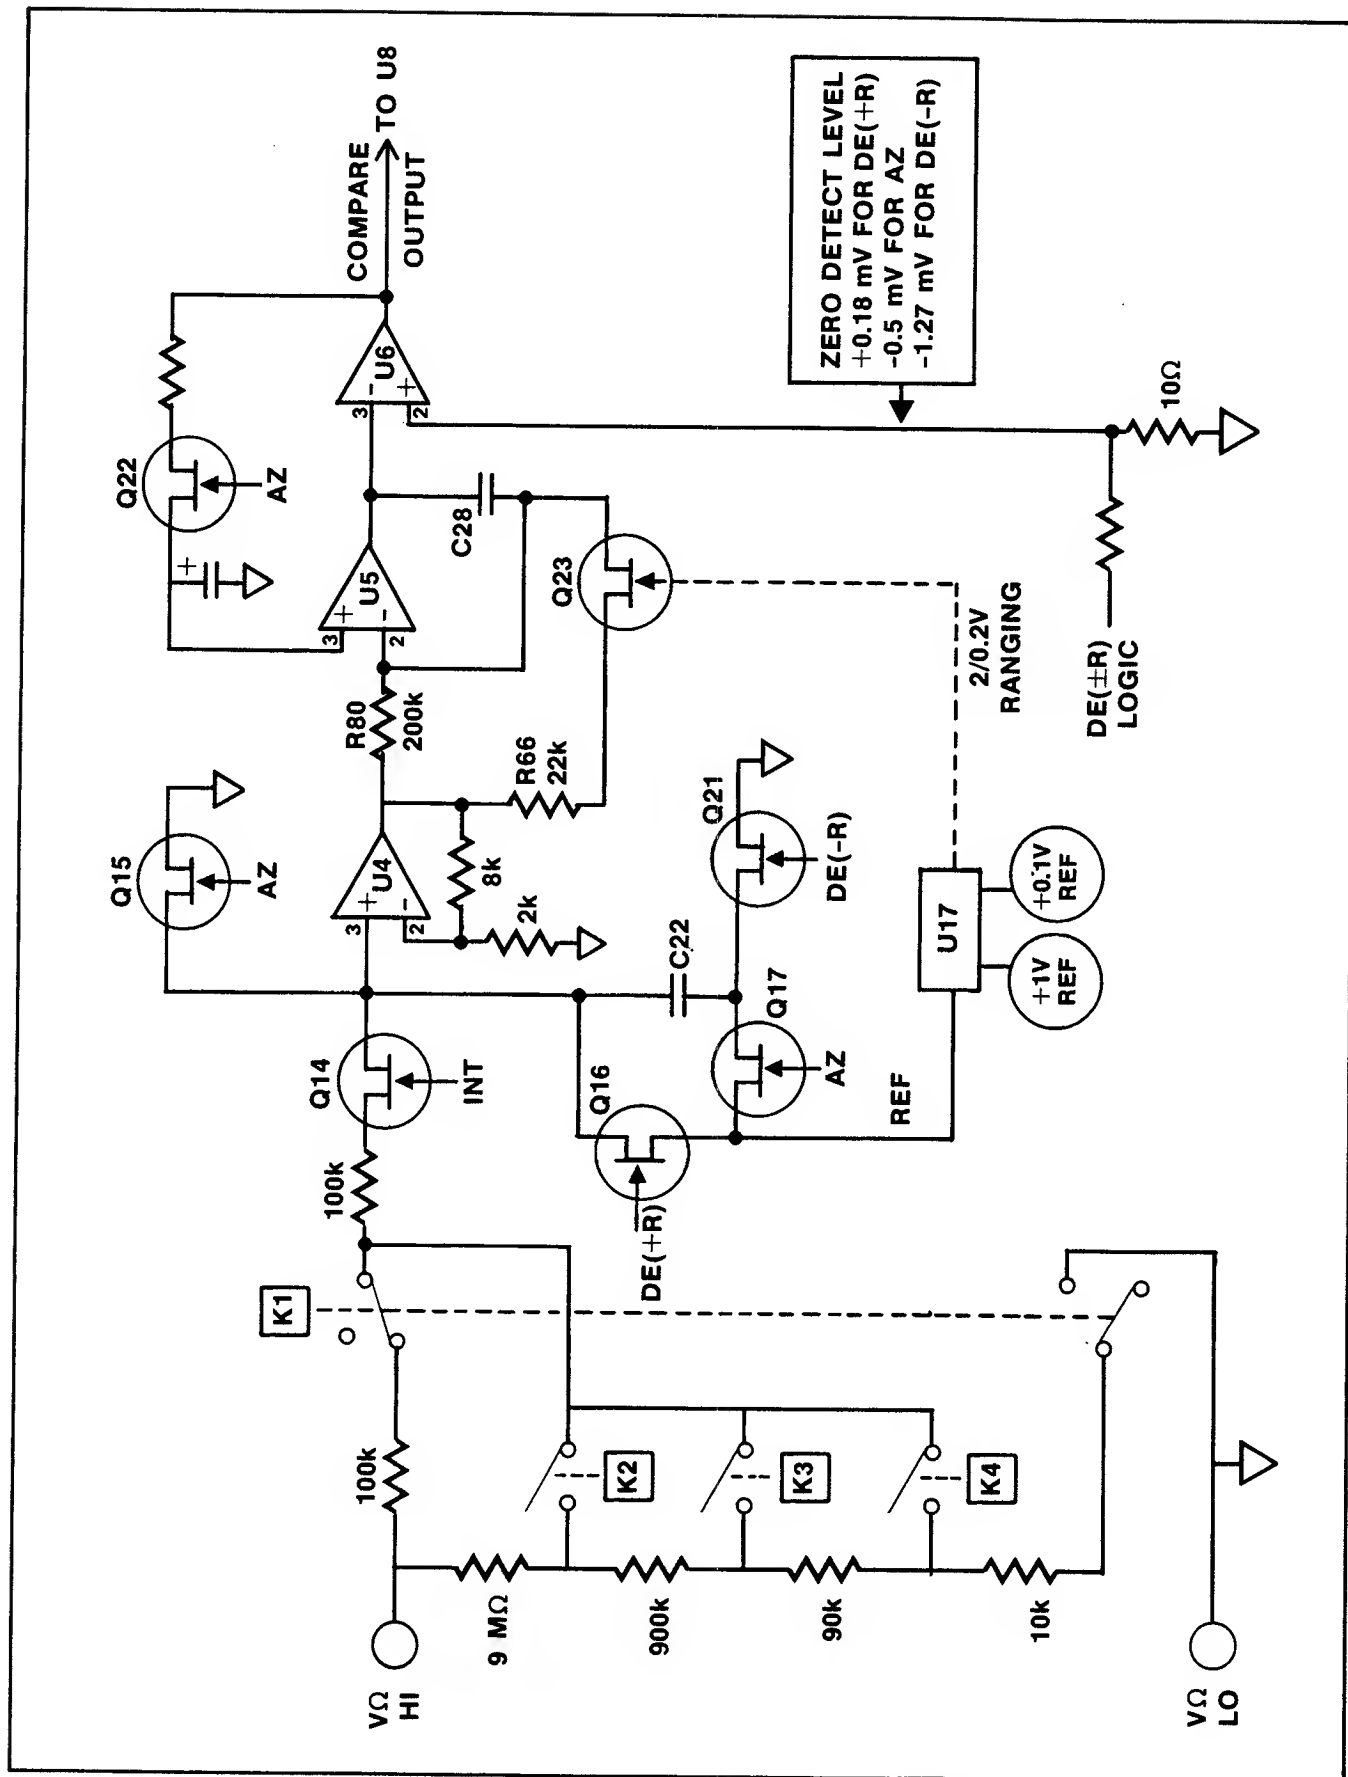 VΩ
HI
9 MΩ
900k
90k
10k
VΩ
LO
100k
K1
K2
K3
K4
100k
Q14
INT
DE(+R)
Q16
Q17
AZ
REF
C22
Q15
AZ
3
+
U4
-
2
8k
2k
R80
200k
R66
22k
Q21
DE(-R)
U17
+1V
REF
+0.1V
REF
2/0.2V
RANGING
3
+
U5
-
2
+
Q22
AZ
C28
Q23
3
-
U6
+
2
COMPARE
OUTPUT
TO U8
ZERO DETECT LEVEL
+0.18 mV FOR DE(+R)
-0.5 mV FOR AZ
-1.27 mV FOR DE(-R)
DE(±R)
LOGIC
10Ω